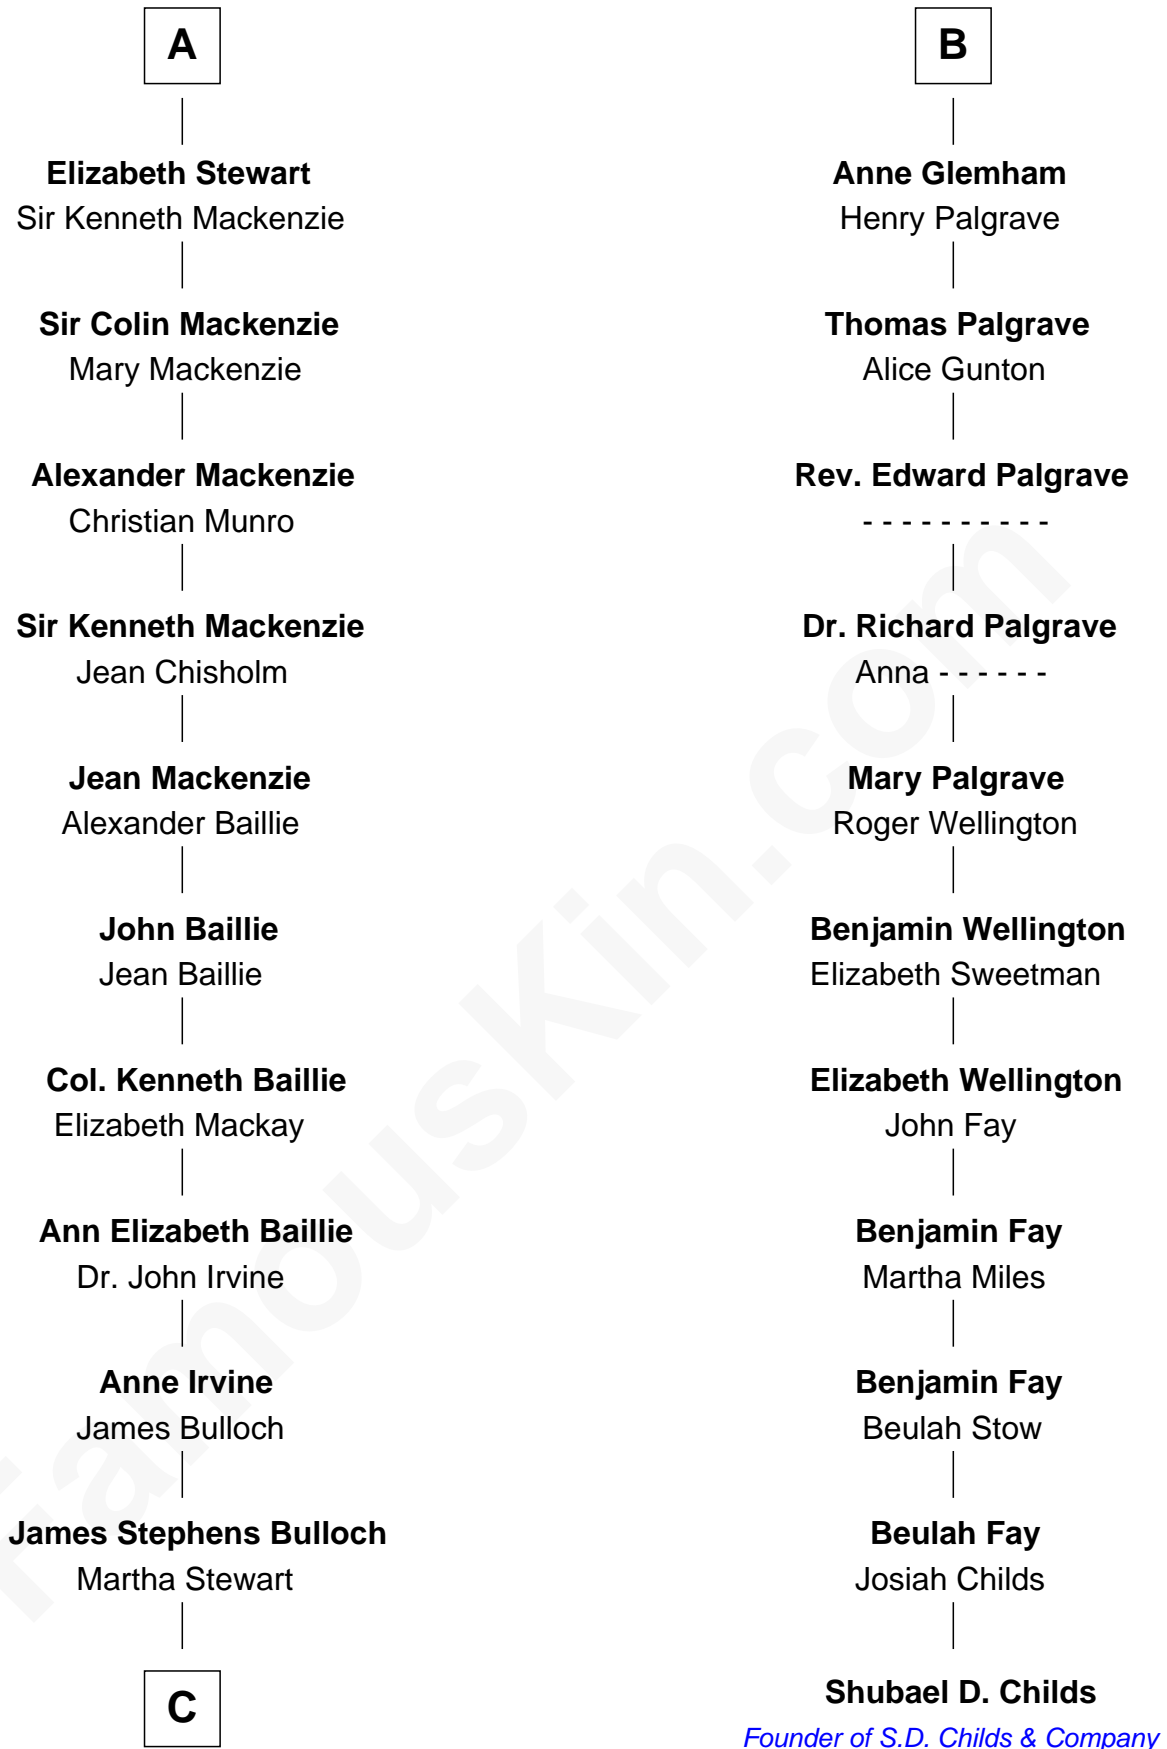 A
Elizabeth Stewart
Sir Kenneth Mackenzie
Sir Colin Mackenzie
Mary Mackenzie
Alexander Mackenzie
Christian Munro
Sir Kenneth Mackenzie
Jean Chisholm
Jean Mackenzie
Alexander Baillie
John Baillie
Jean Baillie
Col. Kenneth Baillie
Elizabeth Mackay
Ann Elizabeth Baillie
Dr. John Irvine
Anne Irvine
James Bulloch
James Stephens Bulloch
Martha Stewart
C
B
Anne Glemham
Henry Palgrave
Thomas Palgrave
Alice Gunton
Rev. Edward Palgrave
- - - - - - - - - -
Dr. Richard Palgrave
Anna - - - - - -
Mary Palgrave
Roger Wellington
Benjamin Wellington
Elizabeth Sweetman
Elizabeth Wellington
John Fay
Benjamin Fay
Martha Miles
Benjamin Fay
Beulah Stow
Beulah Fay
Josiah Childs
Shubael D. Childs
Founder of S.D. Childs & Company
FamousKin.com